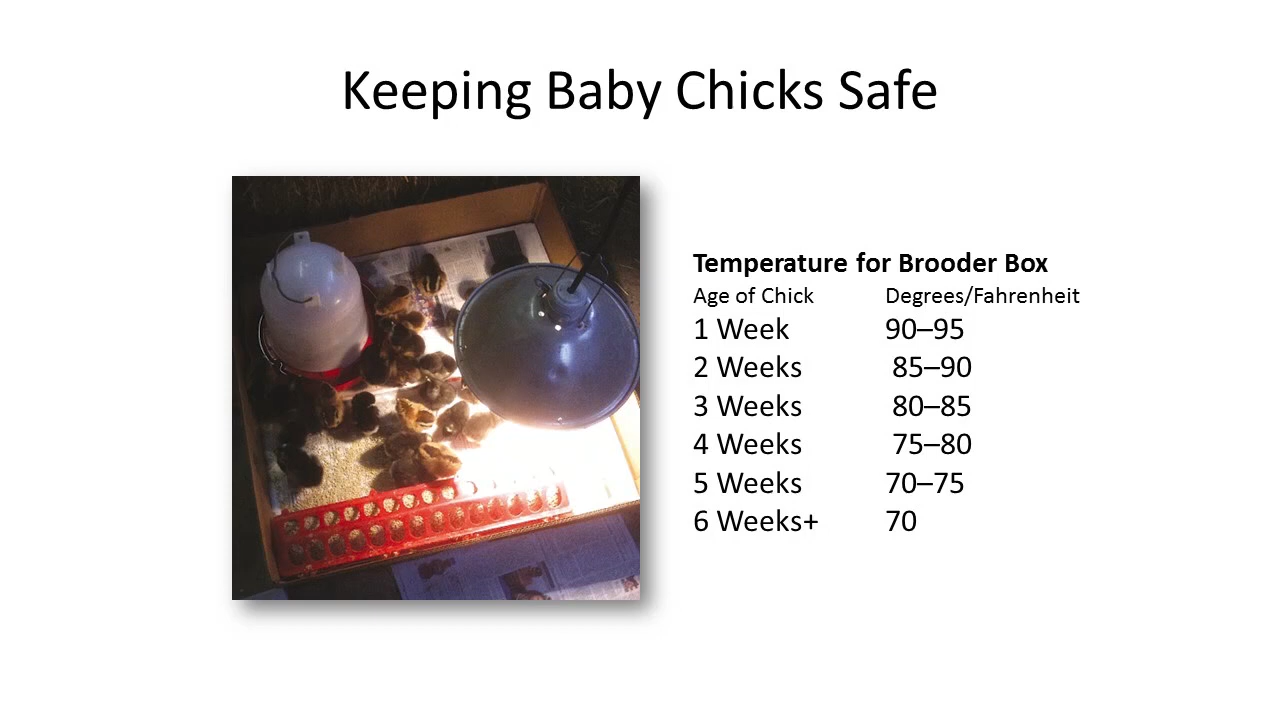 Keeping Baby Chicks Safe
Temperature for Brooder Box
Age of Chick Degrees/Fahrenheit
1 Week 90–95
2 Weeks 85–90
3 Weeks 80–85
4 Weeks 75–80
5 Weeks 70–75
6 Weeks+ 70